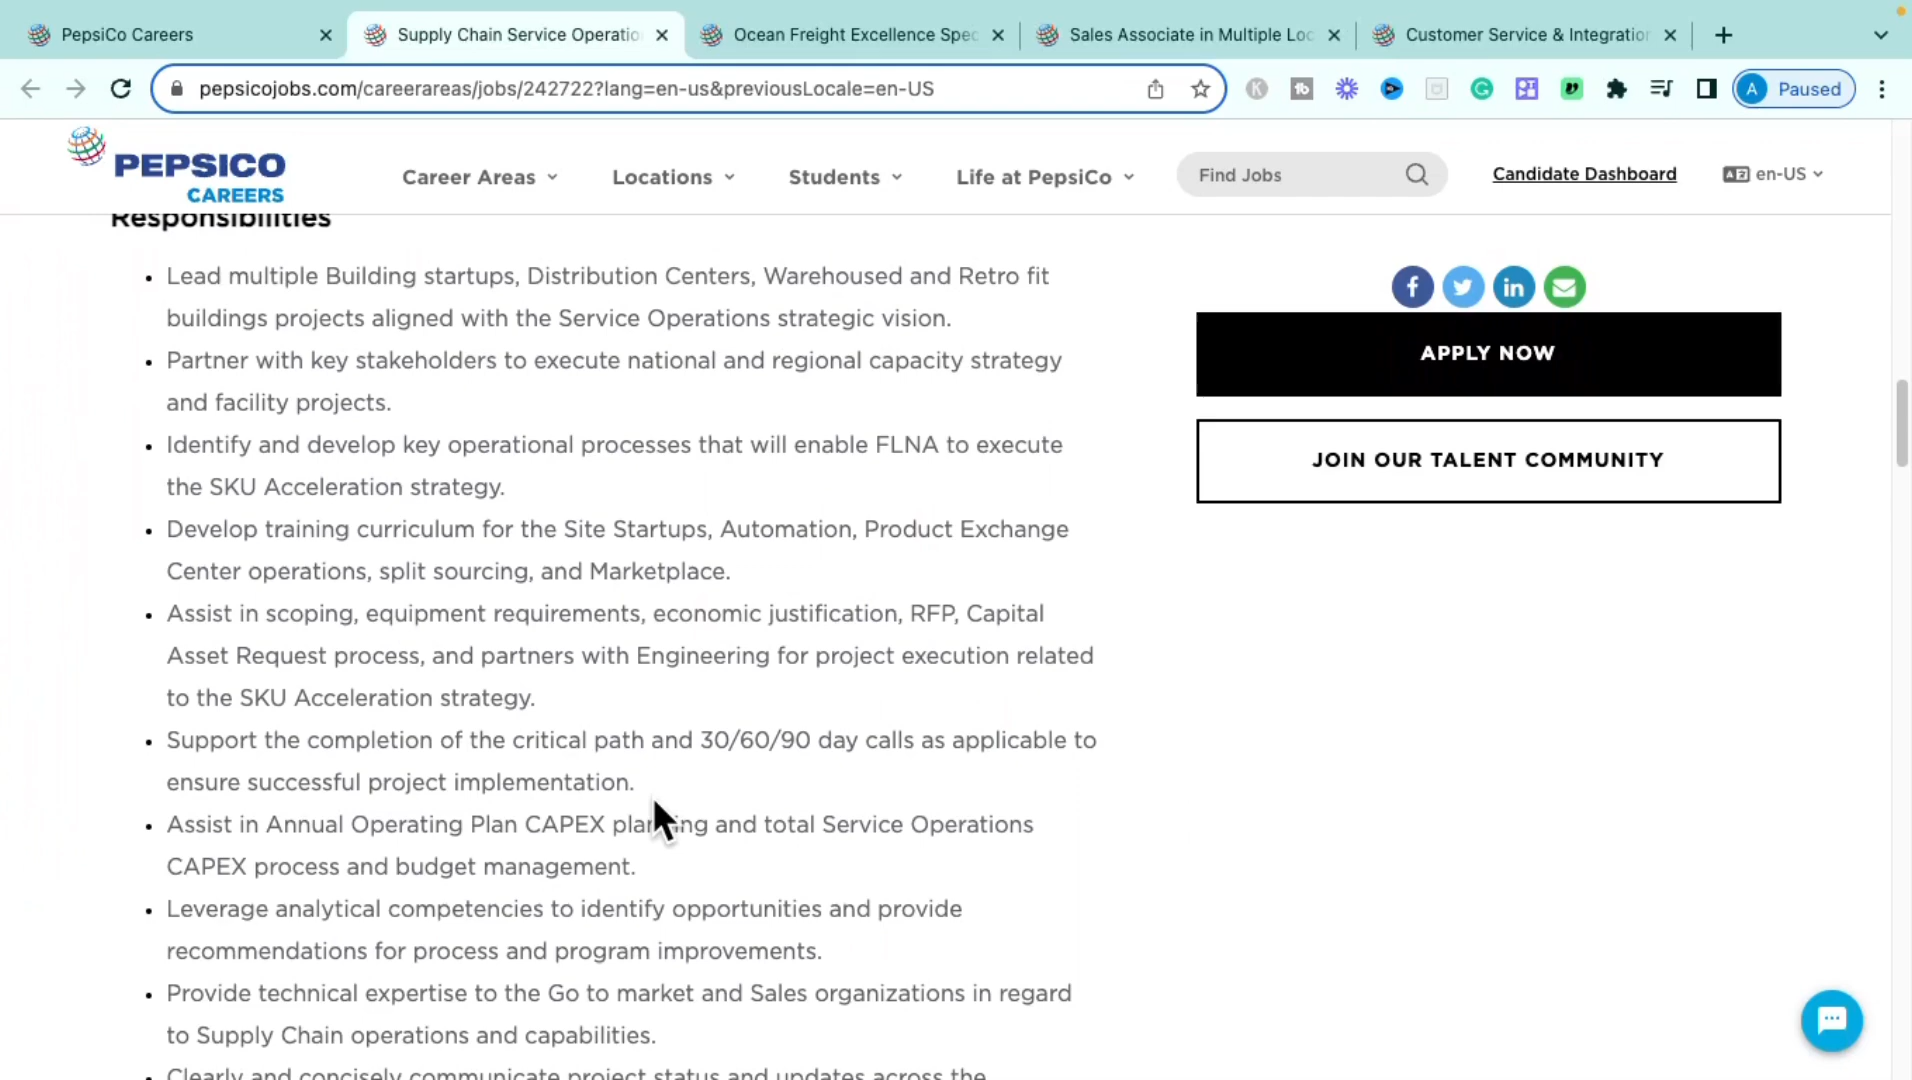 PepsiCo Careers
Supply Chain Service Operatio
Ocean Freight Excellence Spec
Sales Associate in Multiple Loc
Customer Service & Integration
pepsicojobs.com/careerareas/jobs/242722?lang=en-us&previousLocale=en-US
A Paused
PEPSICO
CAREERS
Career Areas
Locations
Students
Life at PepsiCo
Find Jobs
Candidate Dashboard
en-US
Responsibilities
Lead multiple Building startups, Distribution Centers, Warehoused and Retro fit
buildings projects aligned with the Service Operations strategic vision.
Partner with key stakeholders to execute national and regional capacity strategy
and facility projects.
Identify and develop key operational processes that will enable FLNA to execute
the SKU Acceleration strategy.
Develop training curriculum for the Site Startups, Automation, Product Exchange
Center operations, split sourcing, and Marketplace.
Assist in scoping, equipment requirements, economic justification, RFP, Capital
Asset Request process, and partners with Engineering for project execution related
to the SKU Acceleration strategy.
Support the completion of the critical path and 30/60/90 day calls as applicable to
ensure successful project implementation.
Assist in Annual Operating Plan CAPEX planning and total Service Operations
CAPEX process and budget management.
Leverage analytical competencies to identify opportunities and provide
recommendations for process and program improvements.
Provide technical expertise to the Go to market and Sales organizations in regard
to Supply Chain operations and capabilities.
Clearly and concisely communicate project status and updates across the
APPLY NOW
JOIN OUR TALENT COMMUNITY